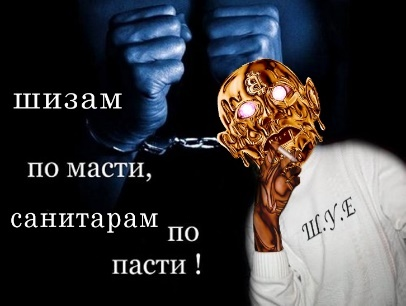 шизам
по масти,
санитарам по
пасти !
Ш.У.Е